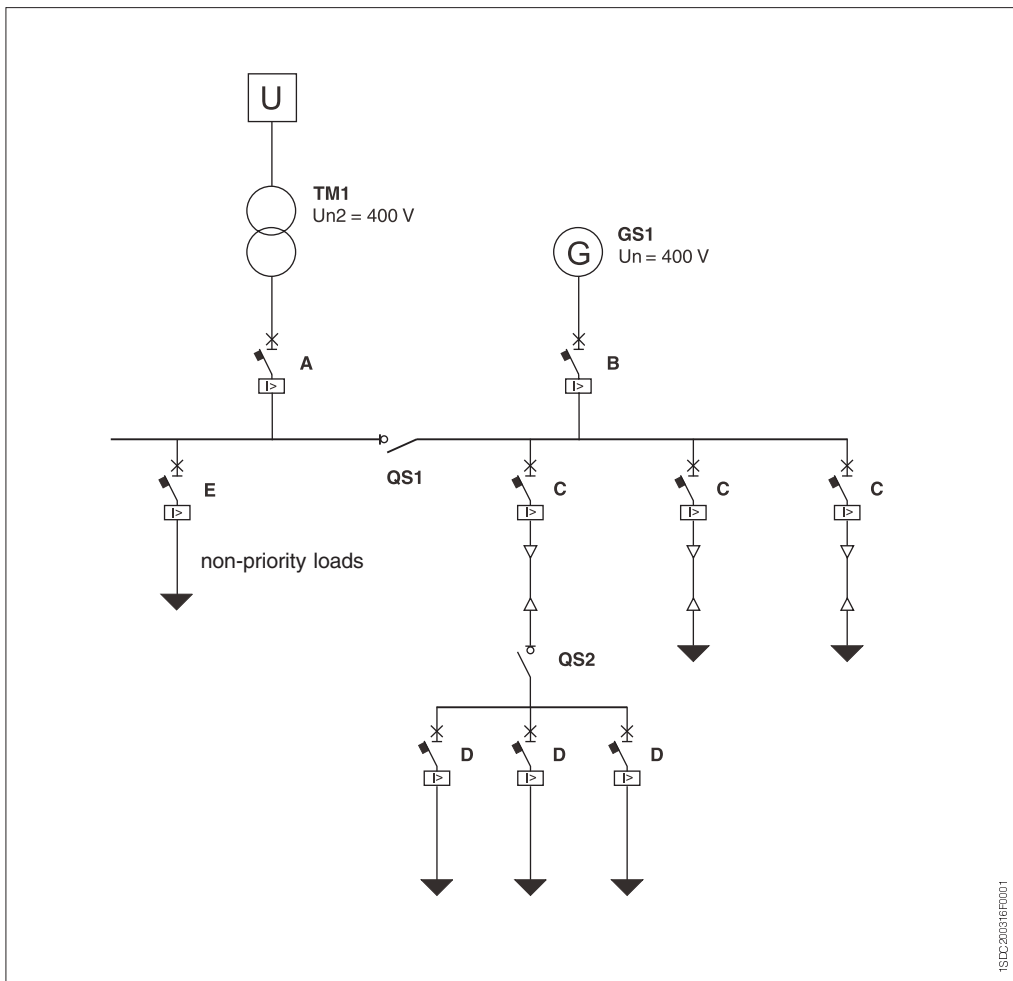 U
TM1
Un2 = 400 V
GS1
G
Un = 400 V
A
B
I>
I>
QS1
E
C
C
C
I>
I>
I>
I>
non-priority loads
QS2
D
D
D
I>
I>
I>
1SDC200316F0001